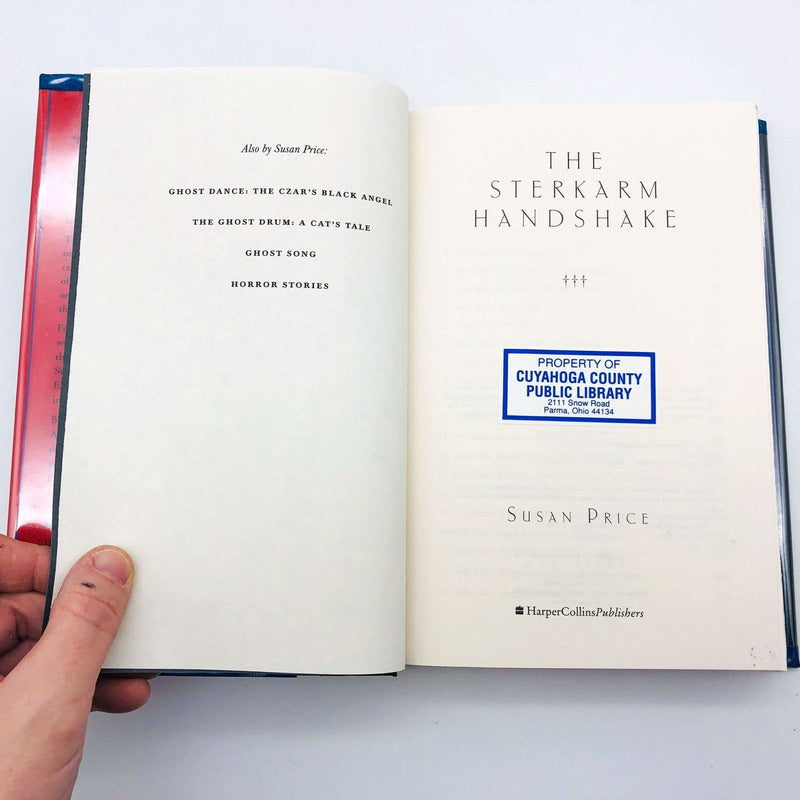 Also by Susan Price:
GHOST DANCE: THE CZAR'S BLACK ANGEL
THE GHOST DRUM: A CAT'S TALE
GHOST SONG
HORROR STORIES
THE
STERKARM
HANDSHAKE
†††
PROPERTY OF
CUYAHOGA COUNTY
PUBLIC LIBRARY
2111 Snow Road
Parma, Ohio 44134
SUSAN PRICE
HarperCollinsPublishers